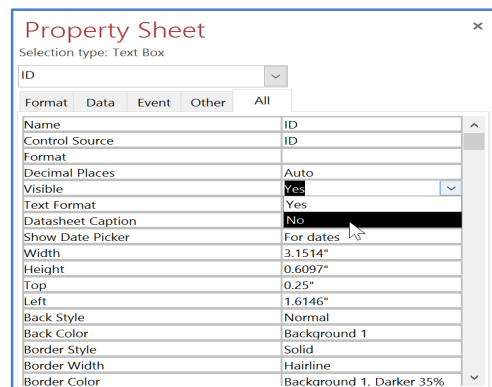 Property Sheet
Selection type: Text Box
ID
Format Data Event Other All
Name ID
Control Source ID
Format
Decimal Places Auto
Visible Yes
Text Format Yes
Datasheet Caption No
Show Date Picker For dates
Width 3.1514"
Height 0.6097"
Top 0.25"
Left 1.6146"
Back Style Normal
Back Color Background 1
Border Style Solid
Border Width Hairline
Border Color Background 1, Darker 35%